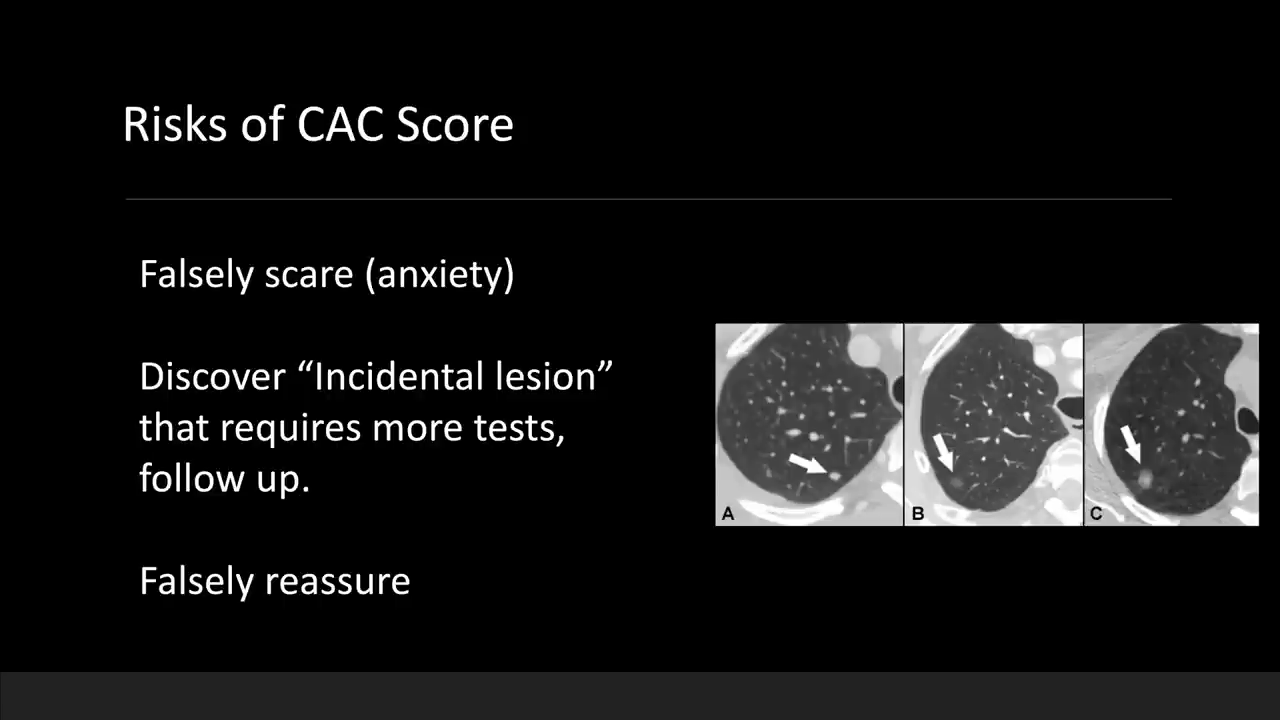 Risks of CAC Score
Falsely scare (anxiety)
Discover “Incidental lesion”
that requires more tests,
follow up.
Falsely reassure
A
B
C